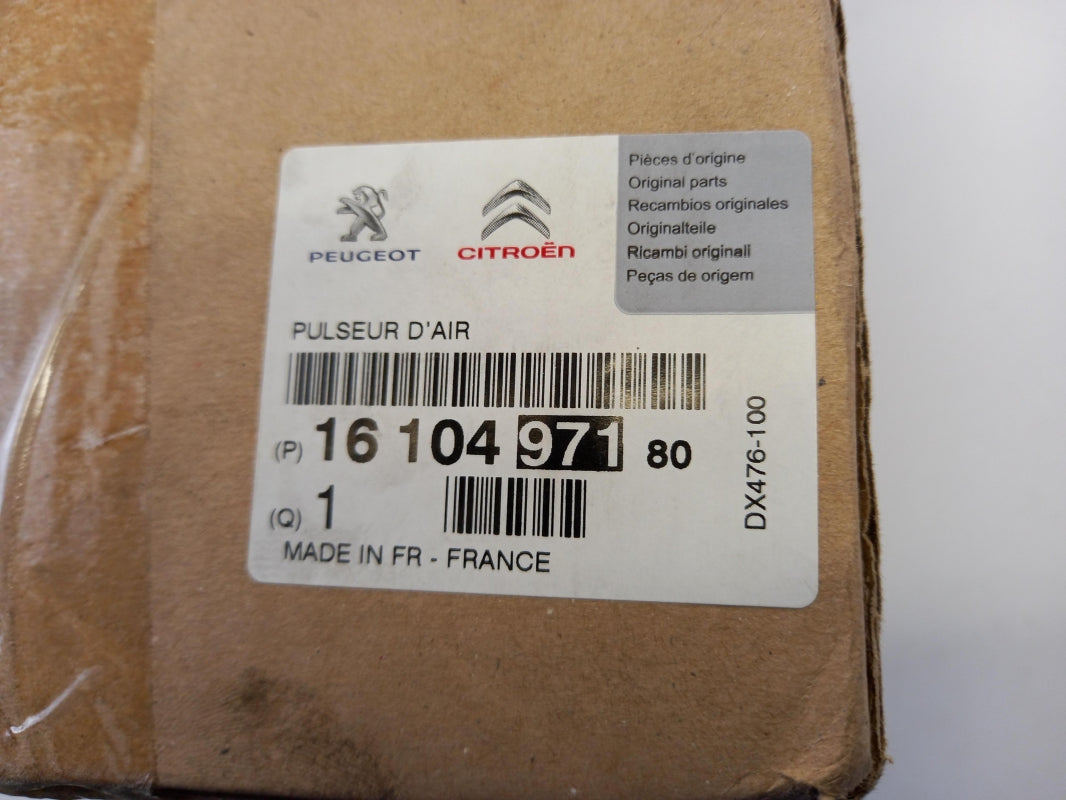 PEUGEOT
CITROËN
Pièces d'origine
Original parts
Recambios originales
Originalteile
Ricambi originali
Peças de origem
PULSEUR D'AIR
(P) 16 104 971 80
(Q) 1
MADE IN FR - FRANCE
DX476-100